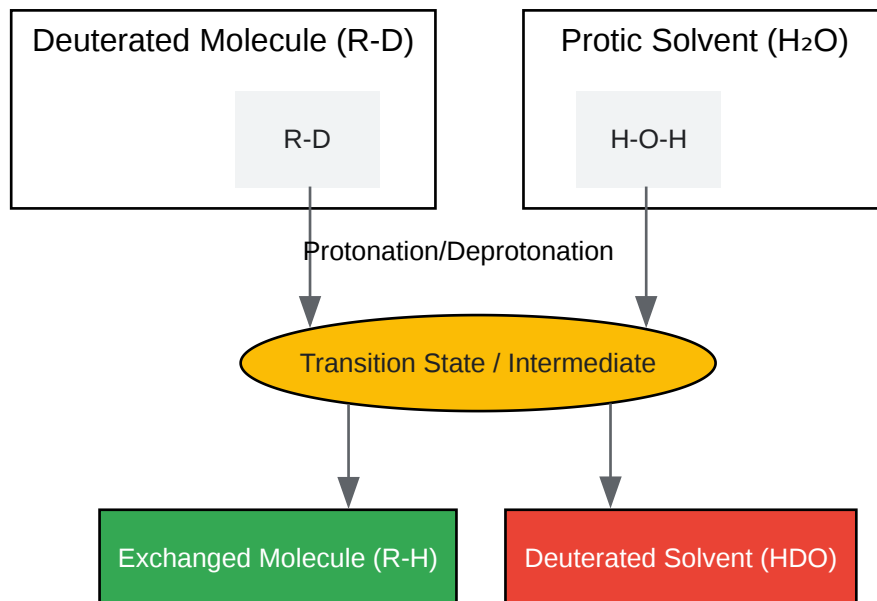 Deuterated Molecule (R-D)
Protic Solvent (H₂O)
R-D
H-O-H
Protonation/Deprotonation
Transition State / Intermediate
Exchanged Molecule (R-H)
Deuterated Solvent (HDO)